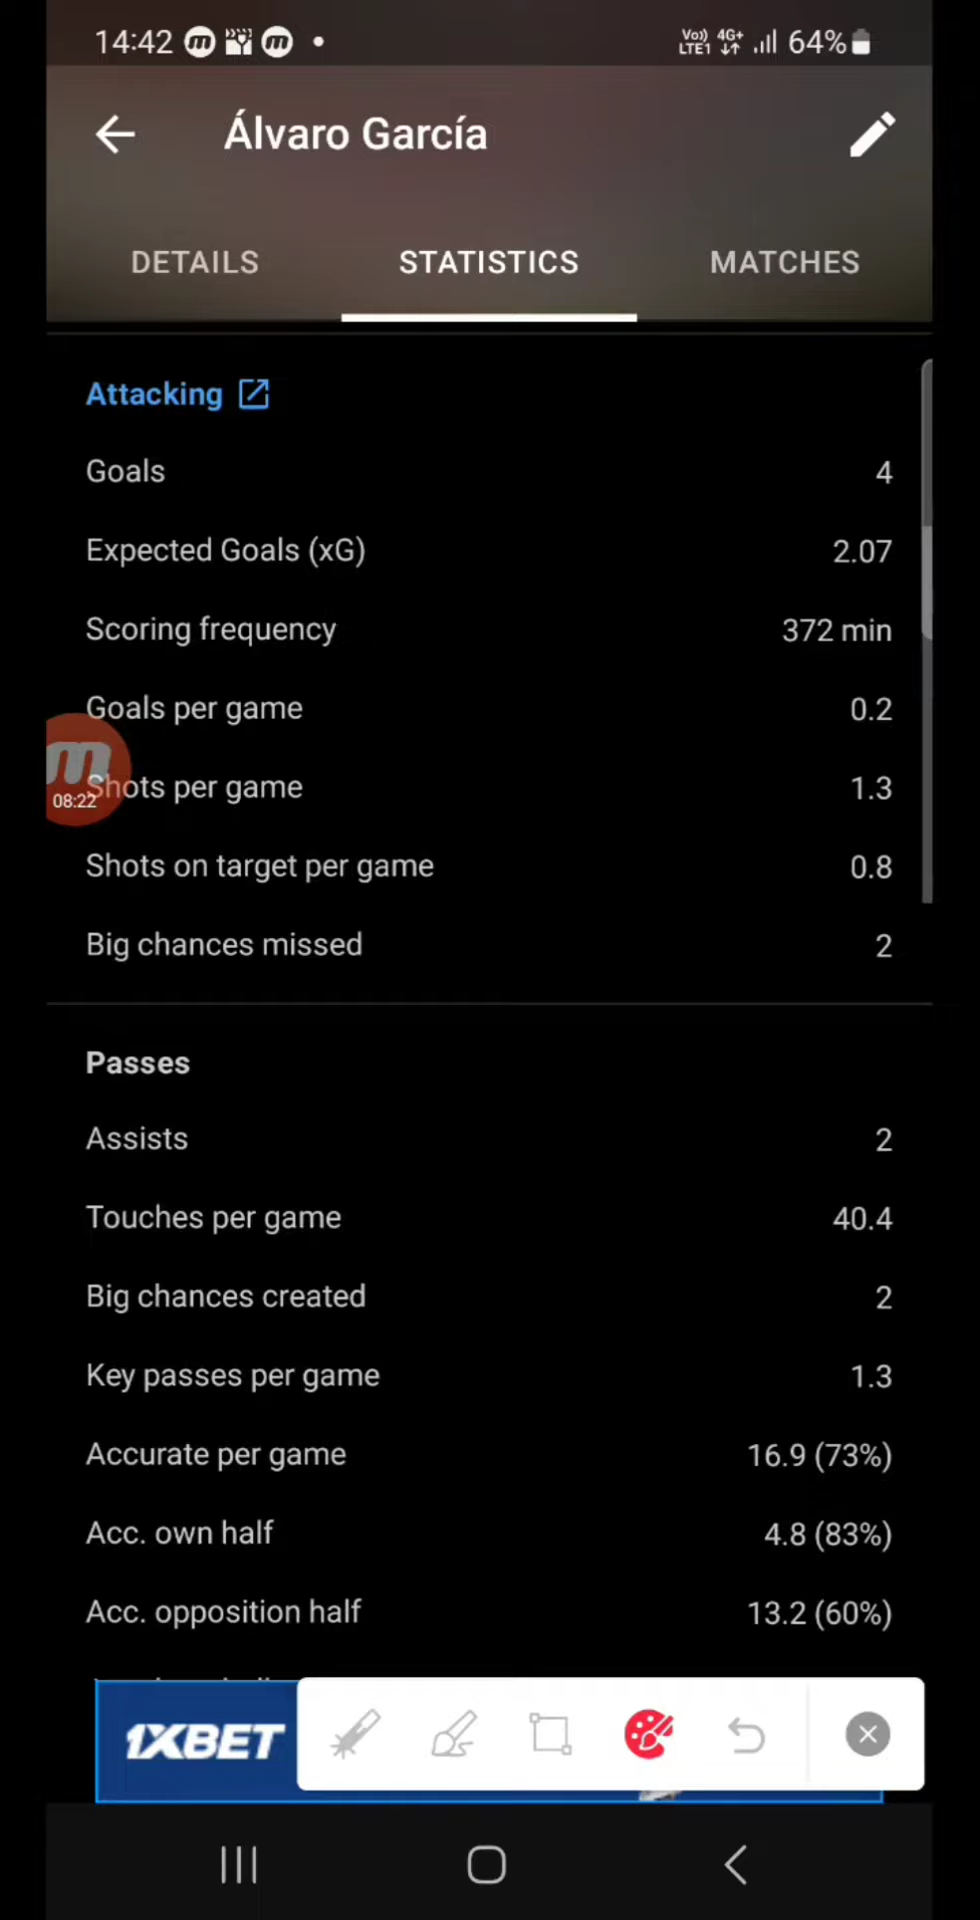 14:42
Vo)) 4G+
LTE1
64%
Álvaro García
DETAILS STATISTICS MATCHES
Attacking
Goals 4
Expected Goals (xG) 2.07
Scoring frequency 372 min
Goals per game 0.2
08:22
Shots per game 1.3
Shots on target per game 0.8
Big chances missed 2
Passes
Assists 2
Touches per game 40.4
Big chances created 2
Key passes per game 1.3
Accurate per game 16.9 (73%)
Acc. own half 4.8 (83%)
Acc. opposition half 13.2 (60%)
1XBET